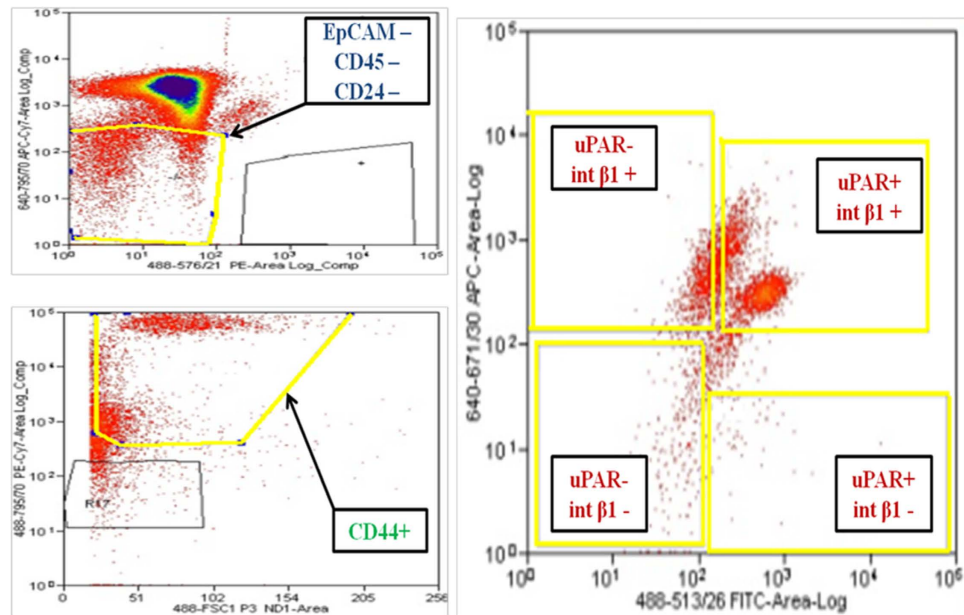 EpCAM –
CD45 –
CD24 –
640-795/70 APC-Cy7-Area Log_Comp
10⁵
10⁴
10³
10²
10¹
10⁰
10⁰ 10¹ 10² 10³ 10⁴ 10⁵
488-576/21 PE-Area Log_Comp
488-795/70 PE-Cy7-Area Log_Comp
10⁵
10⁴
10³
10²
10¹
10⁰
R17
CD44+
0 51 102 154 205 256
488-FSC1 P3 ND1-Area
640-671/30 APC-Area-Log
10⁵
10⁴
10³
10²
10¹
10⁰
uPAR-
int β1 +
uPAR+
int β1 +
uPAR-
int β1 -
uPAR+
int β1 -
10⁰ 10¹ 10² 10³ 10⁴ 10⁵
488-513/26 FITC-Area-Log